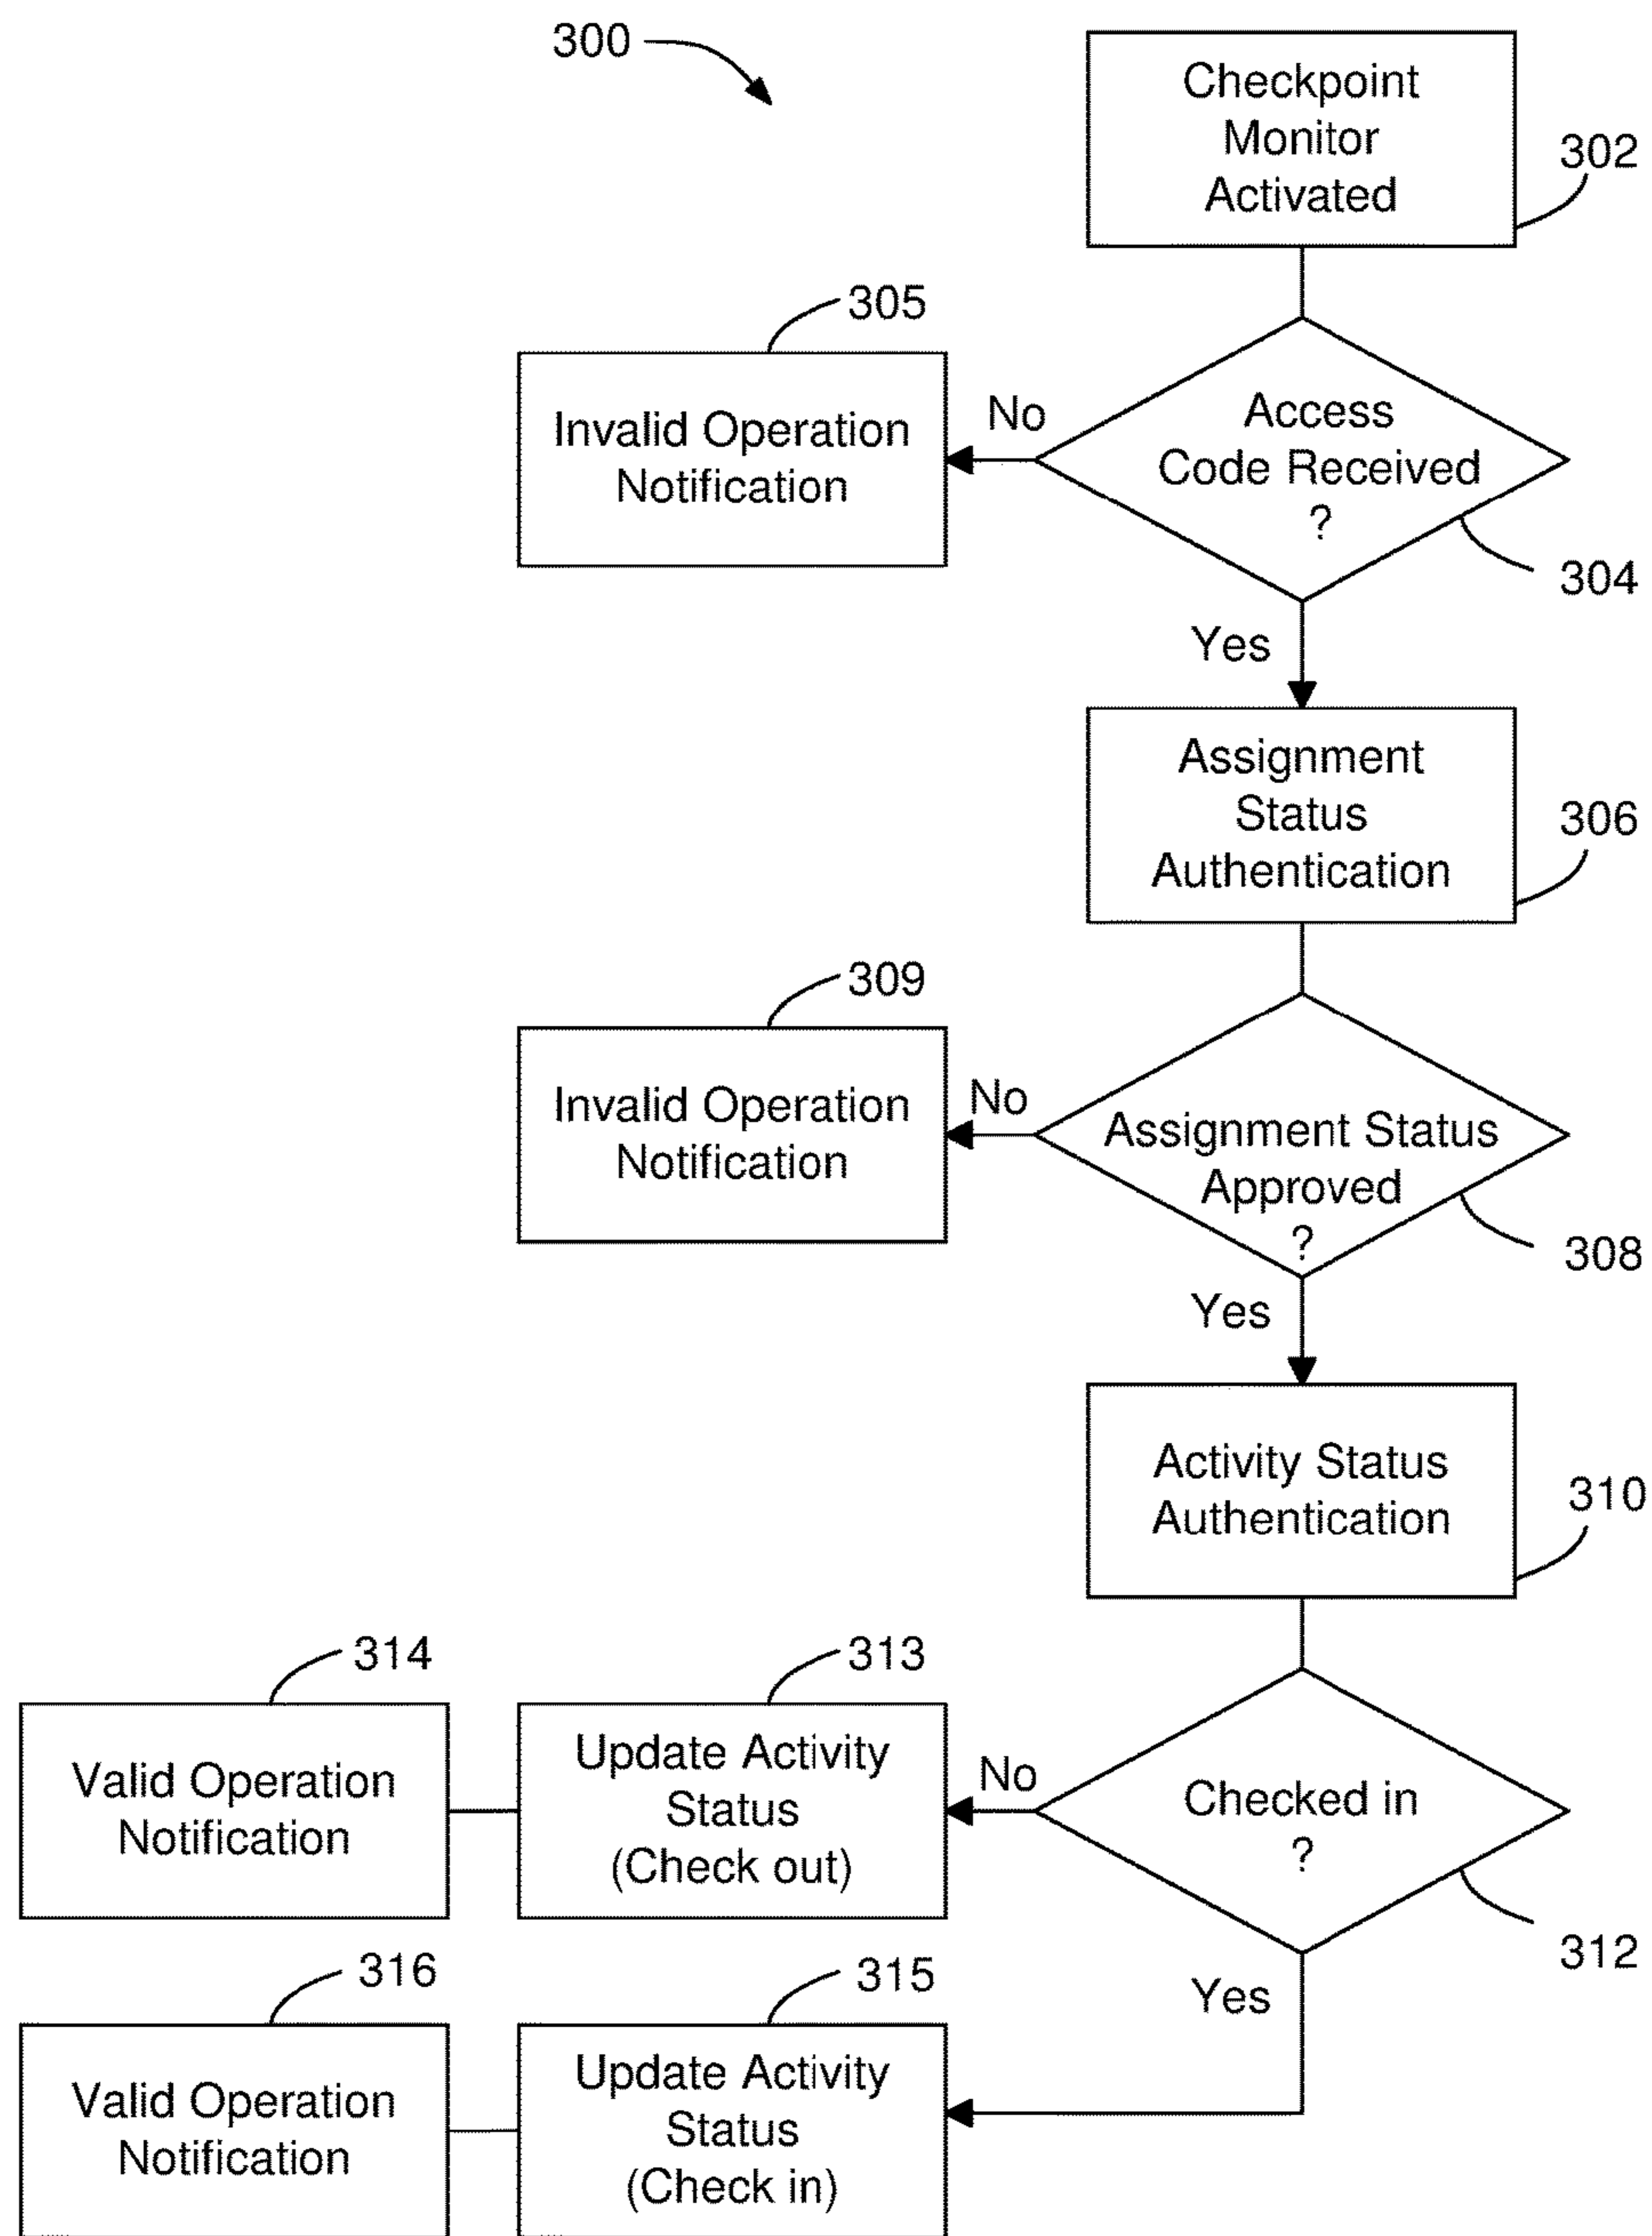 300
Checkpoint
Monitor
Activated
302
305
Invalid Operation
Notification
No
Access
Code Received
?
304
Yes
Assignment
Status
Authentication
306
309
Invalid Operation
Notification
No
Assignment Status
Approved
?
308
Yes
Activity Status
Authentication
310
314
Valid Operation
Notification
313
Update Activity
Status
(Check out)
No
Checked in
?
312
Yes
316
Valid Operation
Notification
315
Update Activity
Status
(Check in)